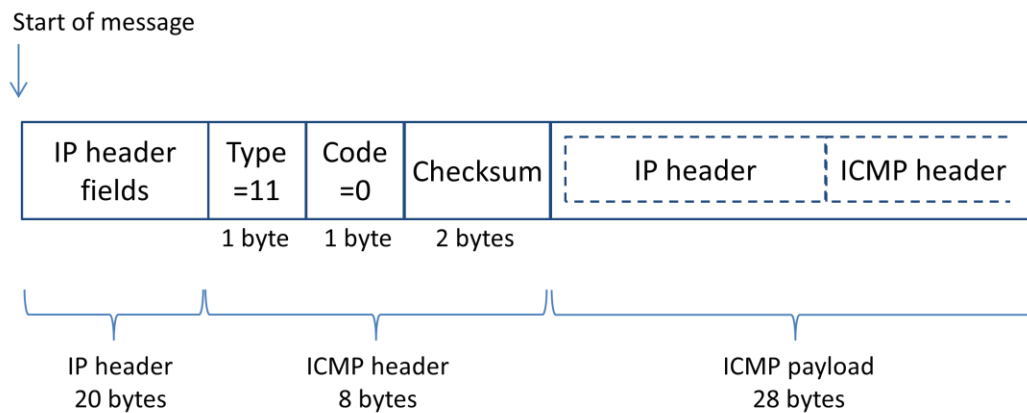 Start of message
IP header
fields
Type
=11
Code
=0
Checksum
IP header
ICMP header
1 byte
1 byte
2 bytes
IP header
20 bytes
ICMP header
8 bytes
ICMP payload
28 bytes